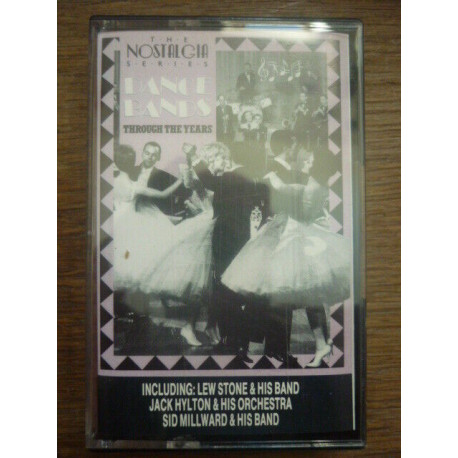 THE
NOSTALGIA
SERIES
DANCE
BANDS
THROUGH THE YEARS
INCLUDING: LEW STONE & HIS BAND
JACK HYLTON & HIS ORCHESTRA
SID MILLWARD & HIS BAND